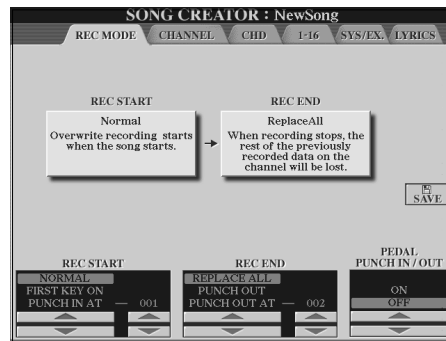 SONG CREATOR : NewSong
REC MODE CHANNEL CHD 1-16 SYS/EX. LYRICS
REC START REC END
Normal
Overwrite recording starts
when the song starts.
ReplaceAll
When recording stops, the
rest of the previously
recorded data on the
channel will be lost.
SAVE
REC START
NORMAL
FIRST KEY ON
PUNCH IN AT — 001
REC END
REPLACE ALL
PUNCH OUT
PUNCH OUT AT — 002
PEDAL
PUNCH IN / OUT
ON
OFF